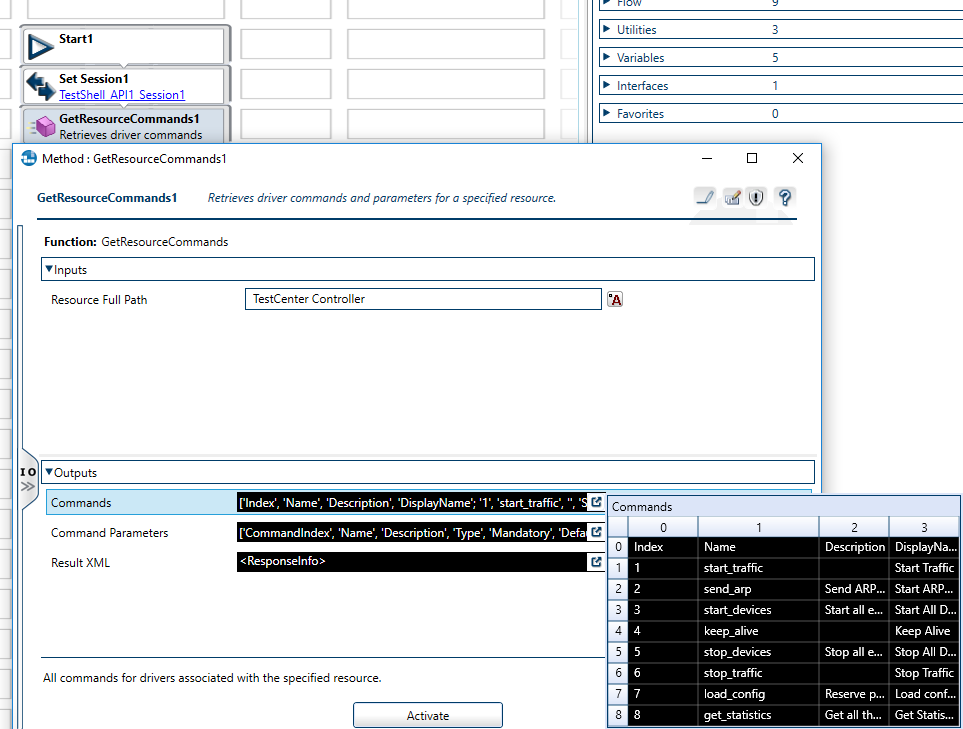 Flow 9
Start1
Utilities 3
Variables 5
Set Session1
TestShell_API1_Session1
Interfaces 1
GetResourceCommands1
Retrieves driver commands
Favorites 0
Method : GetResourceCommands1
GetResourceCommands1 Retrieves driver commands and parameters for a specified resource.
Function: GetResourceCommands
Inputs
Resource Full Path TestCenter Controller A
I O
Outputs
Commands ['Index', 'Name', 'Description', 'DisplayName'; '1', 'start_traffic', '', 'S
Command Parameters ['CommandIndex', 'Name', 'Description', 'Type', 'Mandatory', 'Defau
Result XML <ResponseInfo>
All commands for drivers associated with the specified resource.
Activate
Commands
0 1 2 3
0 Index Name Description DisplayNa...
1 1 start_traffic Start Traffic
2 2 send_arp Send ARP... Start ARP...
3 3 start_devices Start all e... Start All D...
4 4 keep_alive Keep Alive
5 5 stop_devices Stop all e... Stop All D...
6 6 stop_traffic Stop Traffic
7 7 load_config Reserve p... Load conf...
8 8 get_statistics Get all th... Get Statis...